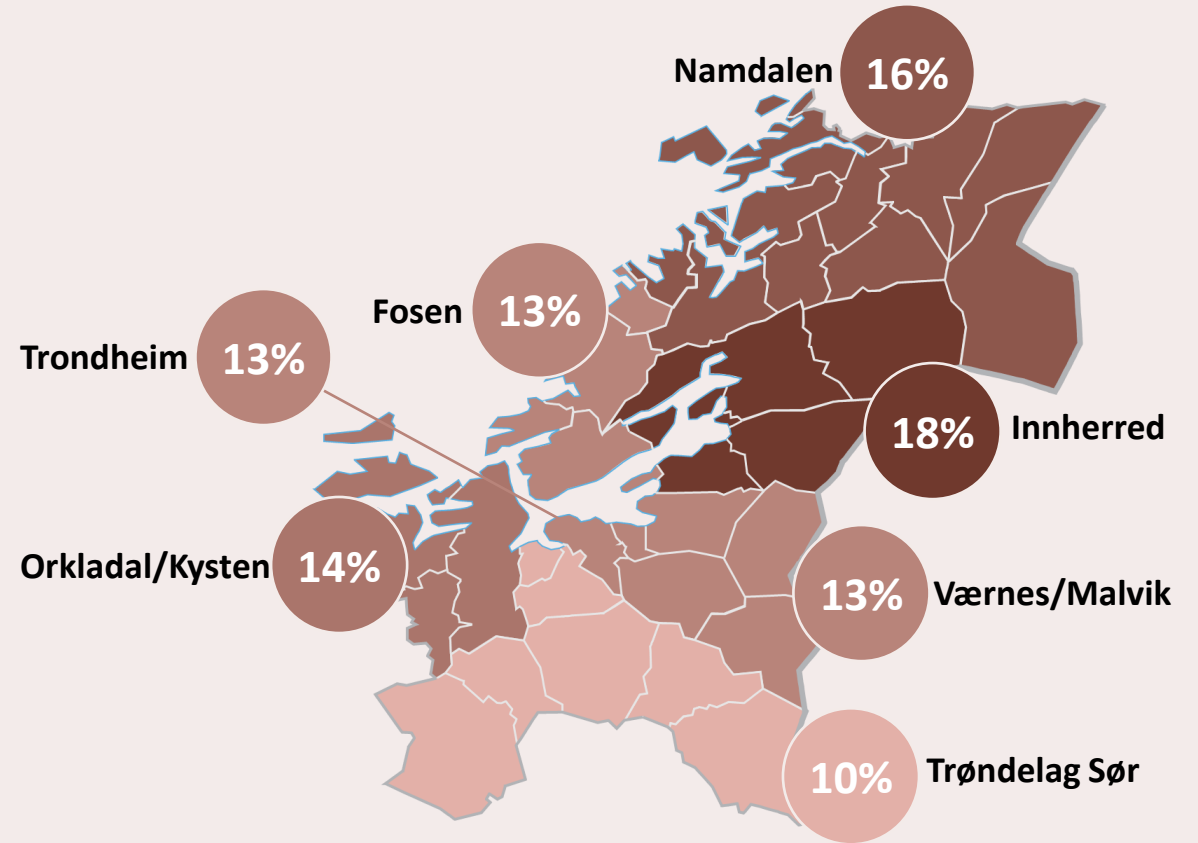 Namdalen
16%
Fosen
13%
Trondheim
13%
18%
Innherred
Orkladal/Kysten
14%
13%
Værnes/Malvik
10%
Trøndelag Sør